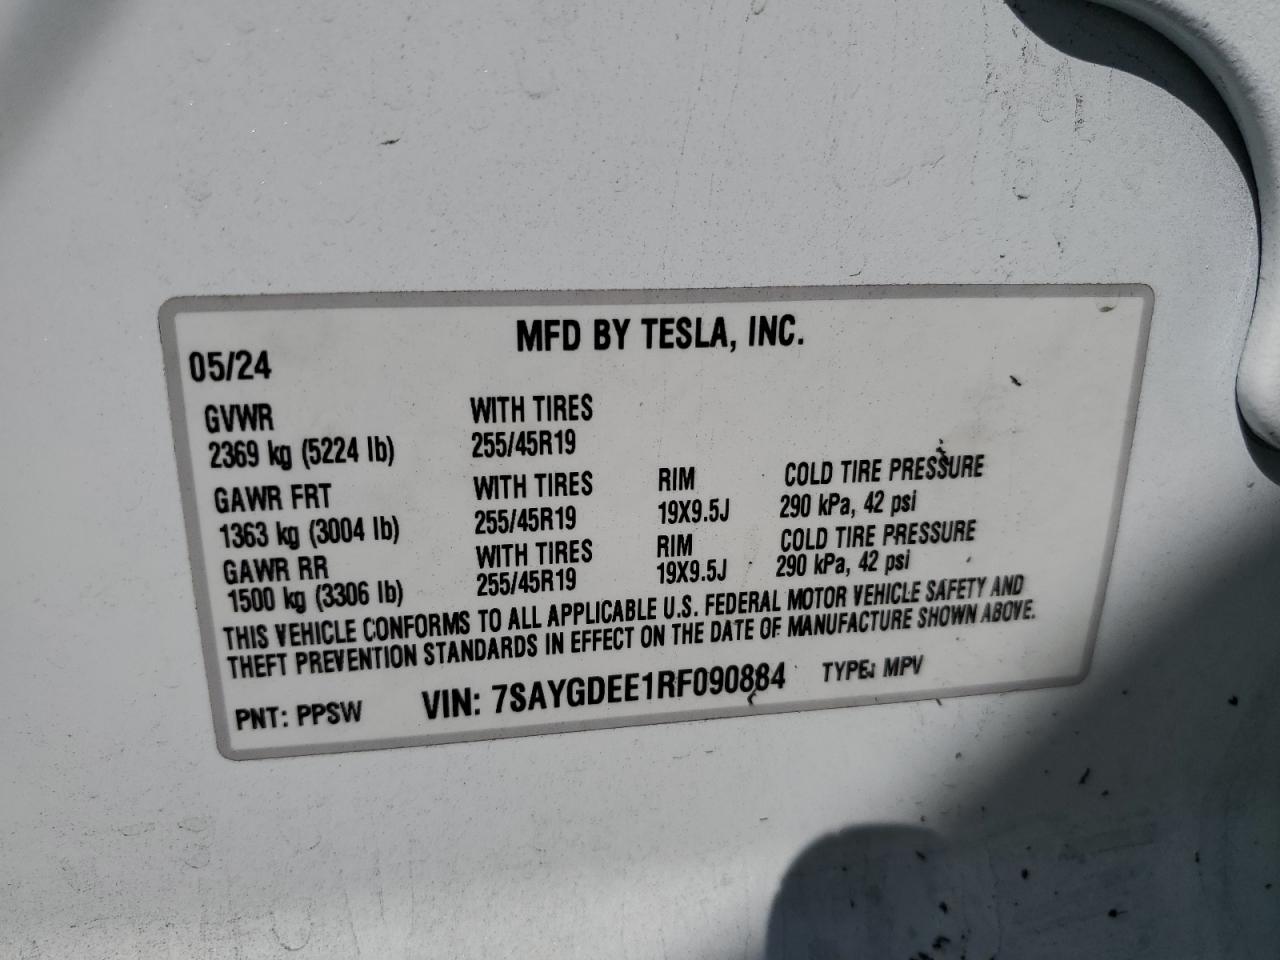 MFD BY TESLA, INC.
05/24
GVWR WITH TIRES
2369 kg (5224 lb) 255/45R19
GAWR FRT WITH TIRES RIM COLD TIRE PRESSURE
1363 kg (3004 lb) 255/45R19 19X9.5J 290 kPa, 42 psi
GAWR RR WITH TIRES RIM COLD TIRE PRESSURE
1500 kg (3306 lb) 255/45R19 19X9.5J 290 kPa, 42 psi
THIS VEHICLE CONFORMS TO ALL APPLICABLE U.S. FEDERAL MOTOR VEHICLE SAFETY AND
THEFT PREVENTION STANDARDS IN EFFECT ON THE DATE OF MANUFACTURE SHOWN ABOVE.
PNT: PPSW VIN: 7SAYGDEE1RF090884 TYPE: MPV